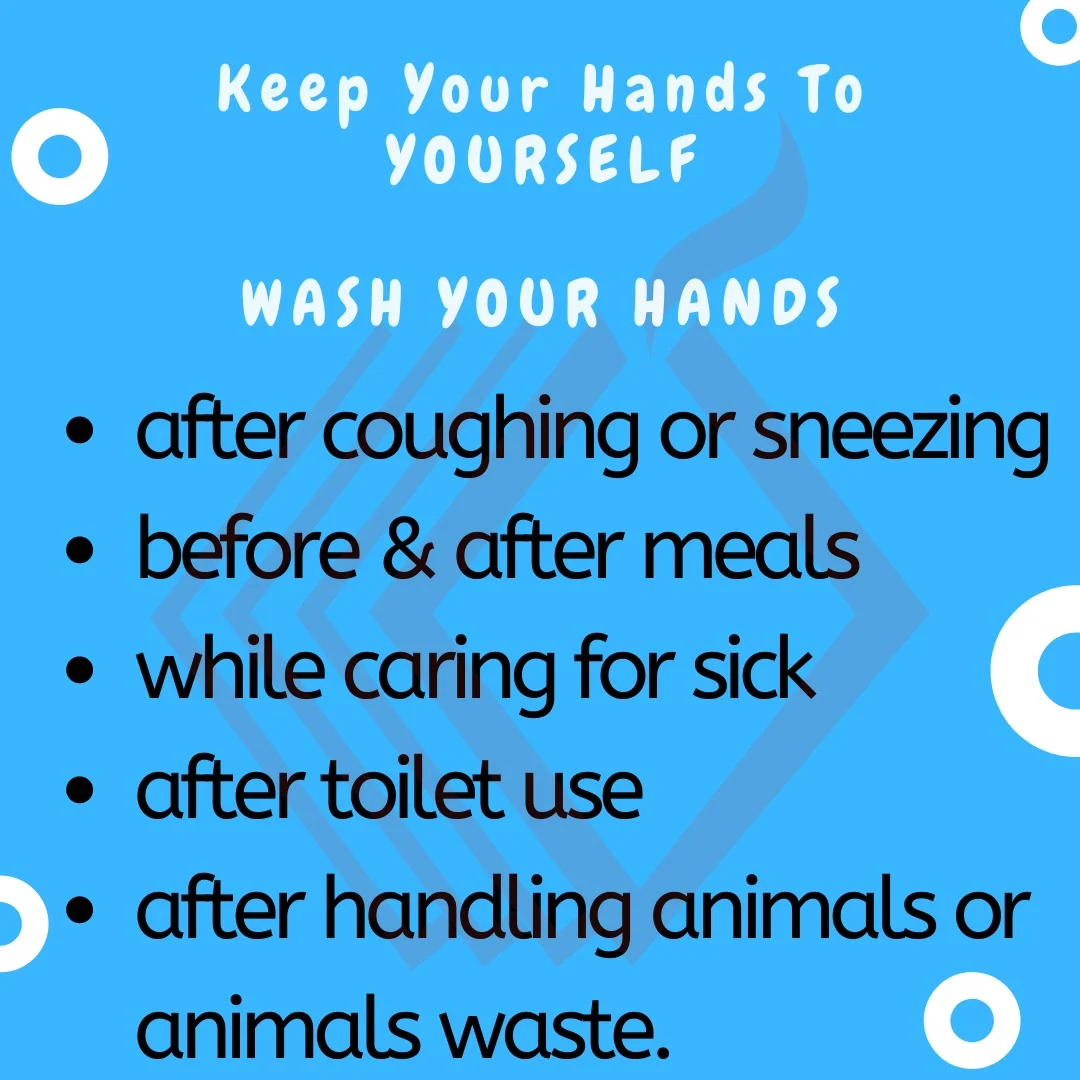 Keep Your Hands To
YOURSELF
WASH YOUR HANDS
• after coughing or sneezing
• before & after meals
• while caring for sick
• after toilet use
• after handling animals or
animals waste.